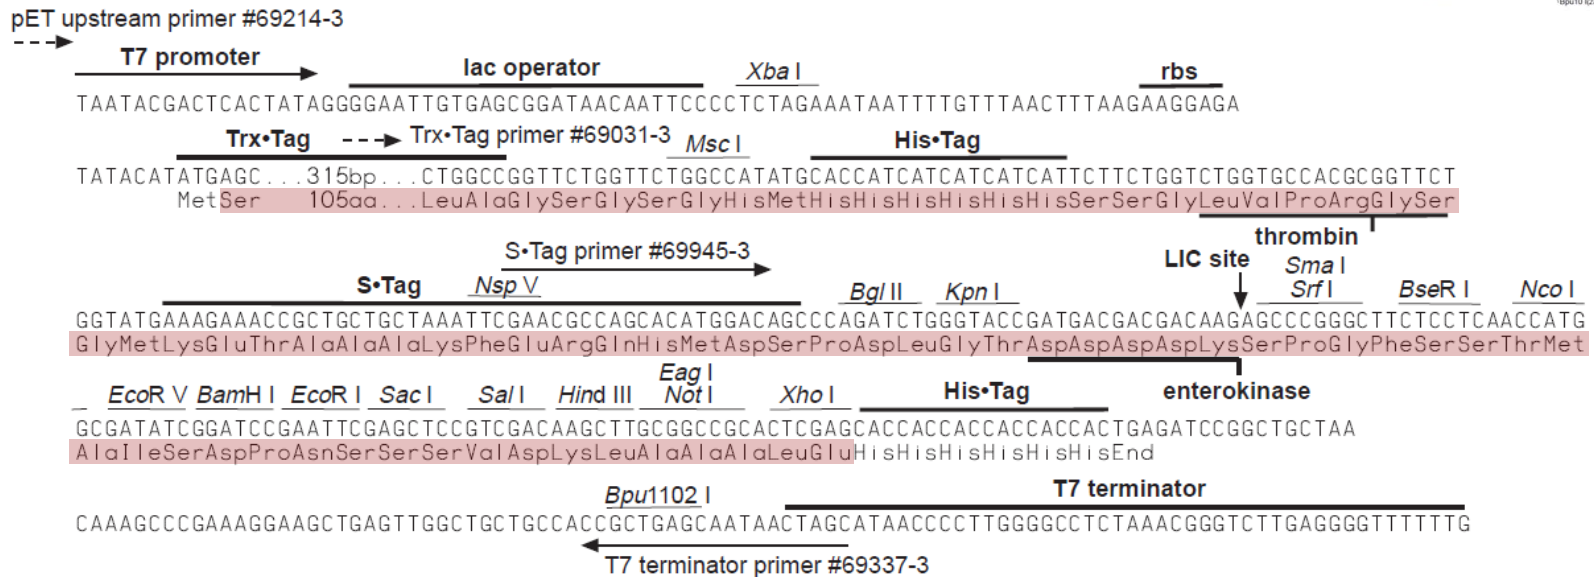 Bpu10 I(2
pET upstream primer #69214-3
T7 promoter lac operator Xba I rbs
TAATACGACTCACTATAGGGGAATTGTGAGCGGATAACAATTCCCCTCTAGAAATAATTTTGTTTAACTTTAAGAAGGAGA
Trx•Tag Trx•Tag primer #69031-3 Msc I His•Tag
TATACATATGAGC...315bp...CTGGCCGGTTCTGGTTCTGGCCATATGCACCATCATCATCATCATTCTTCTGGTCTGGTGCCACGCGGTTCT
MetSer 105aa...LeuAlaGlySerGlySerGlyHisMetHisHisHisHisHisHisSerSerGlyLeuValProArgGlySer
thrombin
S•Tag primer #69945-3 LIC site Sma I
S•Tag Nsp V Bgl II Kpn I Srf I BseR I Nco I
GGTATGAAAGAAACCGCTGCTGCTAAATTCGAACGCCAGCACATGGACAGCCCAGATCTGGGTACCGATGACGACGACAAGAGCCCGGGCTTCTCCTCAACCATG
GlyMetLysGluThrAlaAlaAlaLysPheGluArgGlnHisMetAspSerProAspLeuGlyThrAspAspAspAspLysSerProGlyPheSerSerThrMet
Eag I
EcoR V BamH I EcoR I Sac I Sal I Hind III Not I Xho I His•Tag enterokinase
GCGATATCGGATCCGAATTCGAGCTCCGTCGACAAGCTTGCGGCCGCACTCGAGCACCACCACCACCACCACTGAGATCCGGCTGCTAA
AlaIleSerAspProAsnSerSerSerValAspLysLeuAlaAlaAlaLeuGluHisHisHisHisHisHisEnd
Bpu1102 I T7 terminator
CAAAGCCCGAAAGGAAGCTGAGTTGGCTGCTGCCACCGCTGAGCAATAACTAGCATAACCCCTTGGGGCCTCTAAACGGGTCTTGAGGGGTTTTTTG
T7 terminator primer #69337-3